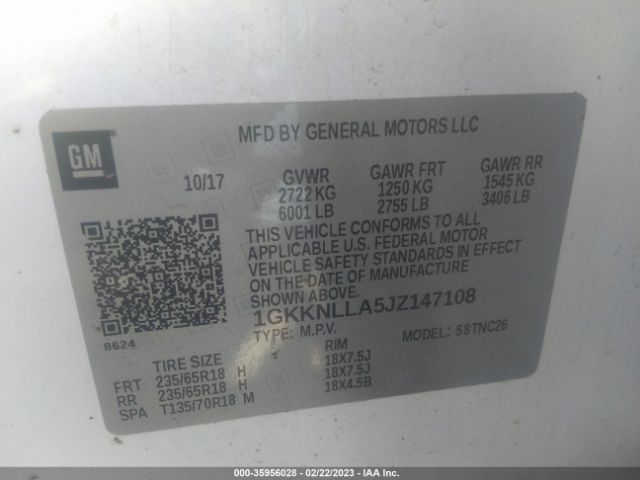 GM
MFD BY GENERAL MOTORS LLC
10/17 GVWR GAWR FRT GAWR RR
2722 KG 1250 KG 1545 KG
6001 LB 2755 LB 3406 LB
THIS VEHICLE CONFORMS TO ALL
APPLICABLE U.S. FEDERAL MOTOR
VEHICLE SAFETY STANDARDS IN EFFECT
ON THE DATE OF MANUFACTURE
SHOWN ABOVE.
1GKKNLLA5JZ147108
8624 TYPE: M.P.V. MODEL: 58TNC26
TIRE SIZE RIM
FRT 235/65R18 H 18X7.5J
RR 235/65R18 H 18X7.5J
SPA T135/70R18 M 18X4.5B
000-35956028 - 02/22/2023 - IAA Inc.